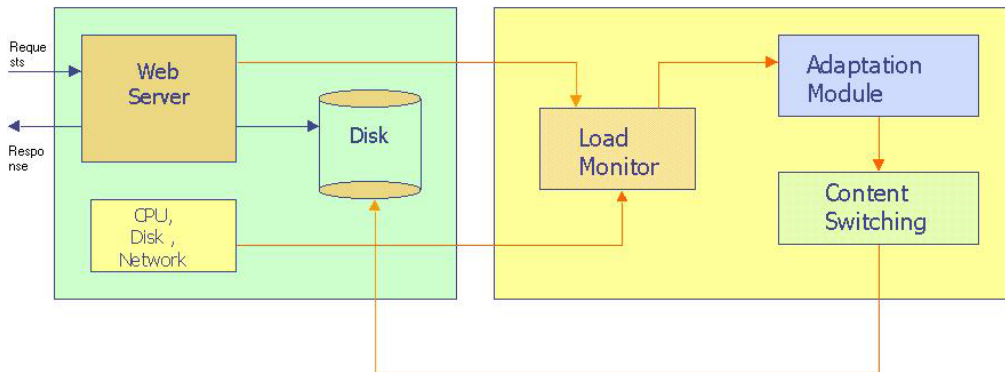 Reque
sts
Web
Server
Respo
nse
Disk
CPU,
Disk ,
Network
Load
Monitor
Adaptation
Module
Content
Switching